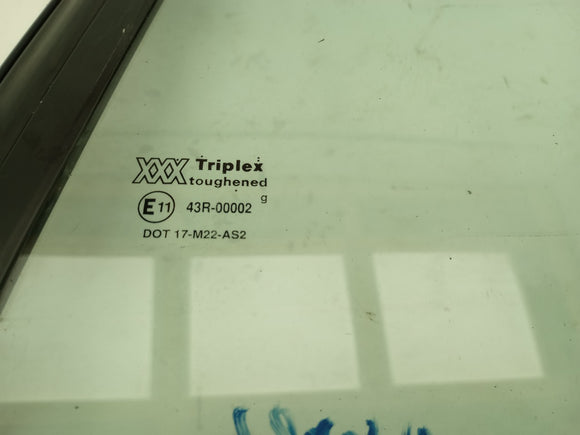 XXX Triplex
toughened
g
E11 43R-00002
DOT 17-M22-AS2